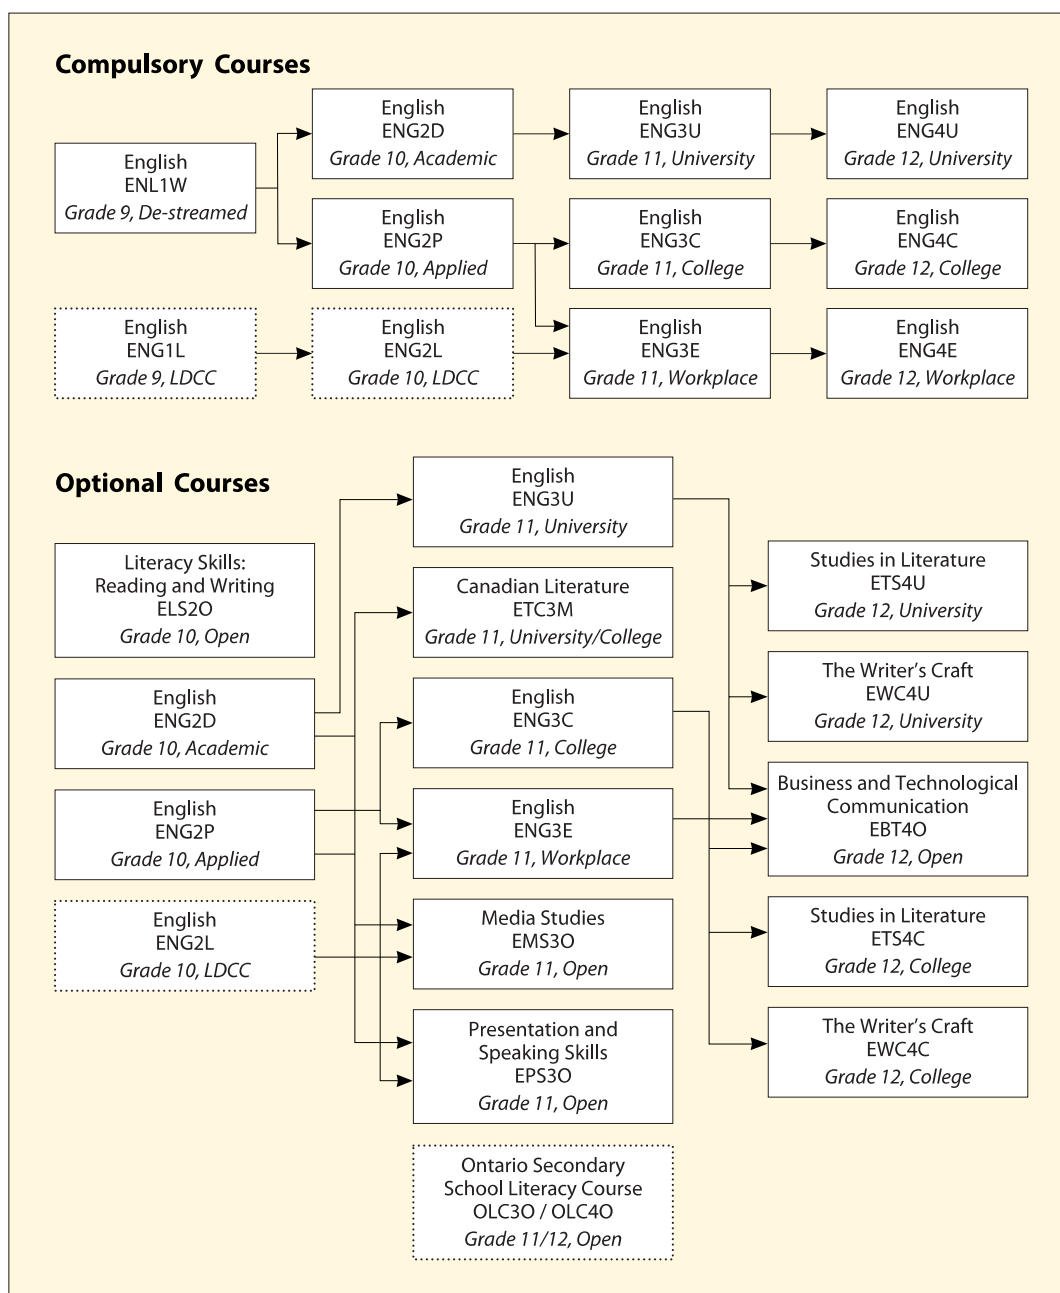 Compulsory Courses
English
ENL1W
Grade 9, De-streamed
English
ENG2D
Grade 10, Academic
English
ENG3U
Grade 11, University
English
ENG4U
Grade 12, University
English
ENG2P
Grade 10, Applied
English
ENG3C
Grade 11, College
English
ENG4C
Grade 12, College
English
ENG1L
Grade 9, LDCC
English
ENG2L
Grade 10, LDCC
English
ENG3E
Grade 11, Workplace
English
ENG4E
Grade 12, Workplace
Optional Courses
Literacy Skills:
Reading and Writing
ELS2O
Grade 10, Open
English
ENG2D
Grade 10, Academic
English
ENG2P
Grade 10, Applied
English
ENG2L
Grade 10, LDCC
English
ENG3U
Grade 11, University
Canadian Literature
ETC3M
Grade 11, University/College
English
ENG3C
Grade 11, College
English
ENG3E
Grade 11, Workplace
Media Studies
EMS3O
Grade 11, Open
Presentation and
Speaking Skills
EPS3O
Grade 11, Open
Ontario Secondary
School Literacy Course
OLC3O / OLC4O
Grade 11/12, Open
Studies in Literature
ETS4U
Grade 12, University
The Writer's Craft
EWC4U
Grade 12, University
Business and Technological
Communication
EBT4O
Grade 12, Open
Studies in Literature
ETS4C
Grade 12, College
The Writer's Craft
EWC4C
Grade 12, College